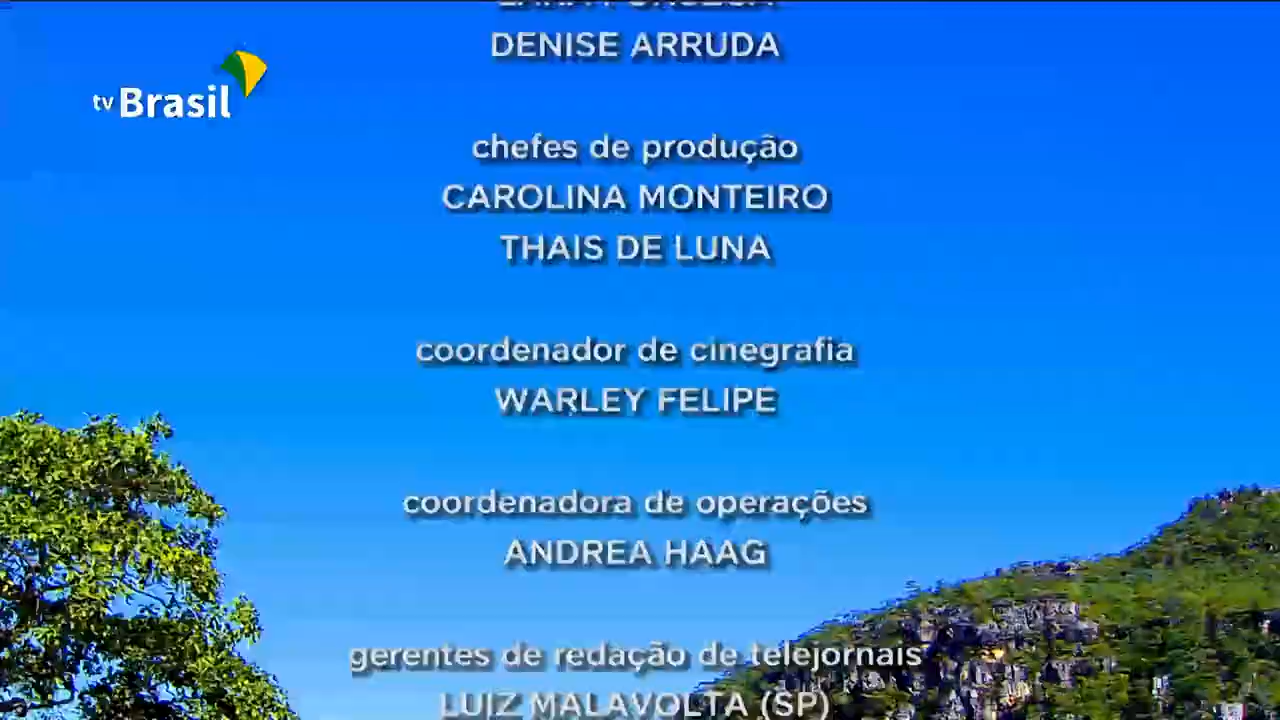 DENISE ARRUDA
tv Brasil
chefes de produção
CAROLINA MONTEIRO
THAIS DE LUNA
coordenador de cinegrafia
WARLEY FELIPE
coordenadora de operações
ANDREA HAAG
gerentes de redação de telejornais
LUIZ MALAVOLTA (SP)